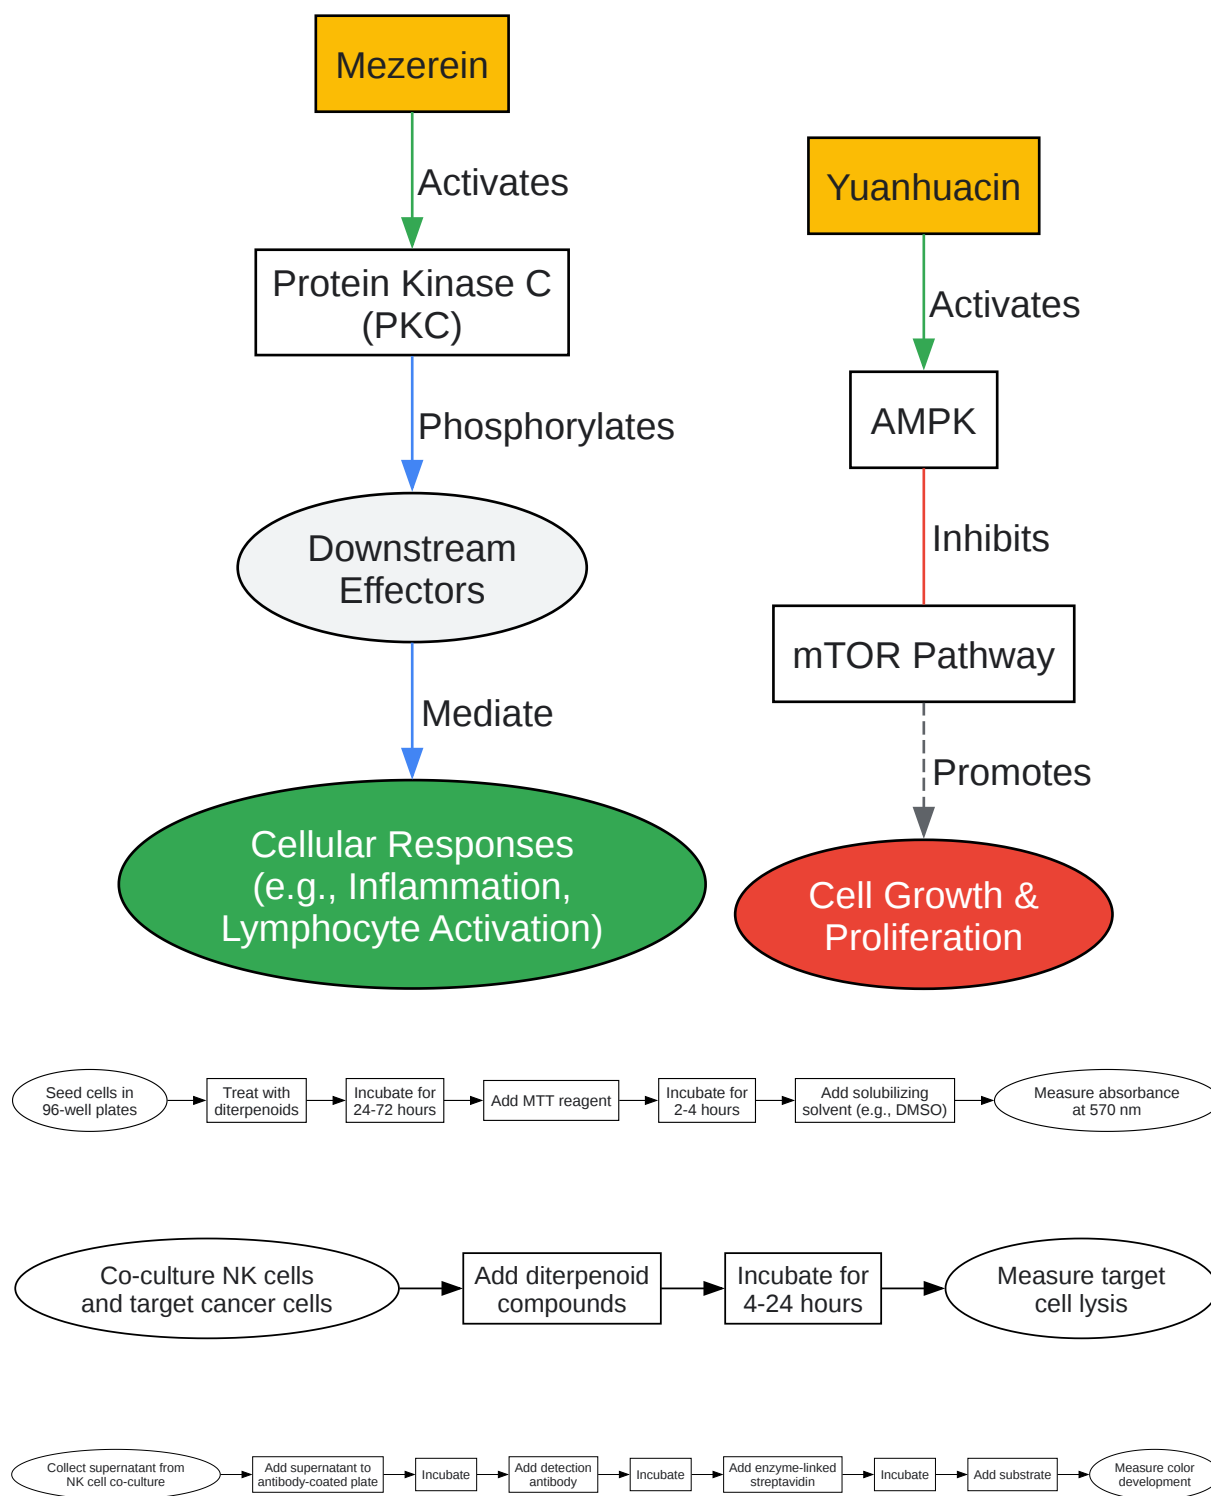 Mezerein
Activates
Protein Kinase C
(PKC)
Phosphorylates
Downstream
Effectors
Mediate
Cellular Responses
(e.g., Inflammation,
Lymphocyte Activation)
Yuanhuacin
Activates
AMPK
Inhibits
mTOR Pathway
Promotes
Cell Growth &
Proliferation
Seed cells in
96-well plates
Treat with
diterpenoids
Incubate for
24-72 hours
Add MTT reagent
Incubate for
2-4 hours
Add solubilizing
solvent (e.g., DMSO)
Measure absorbance
at 570 nm
Co-culture NK cells
and target cancer cells
Add diterpenoid
compounds
Incubate for
4-24 hours
Measure target
cell lysis
Collect supernatant from
NK cell co-culture
Add supernatant to
antibody-coated plate
Incubate
Add detection
antibody
Incubate
Add enzyme-linked
streptavidin
Incubate
Add substrate
Measure color
development